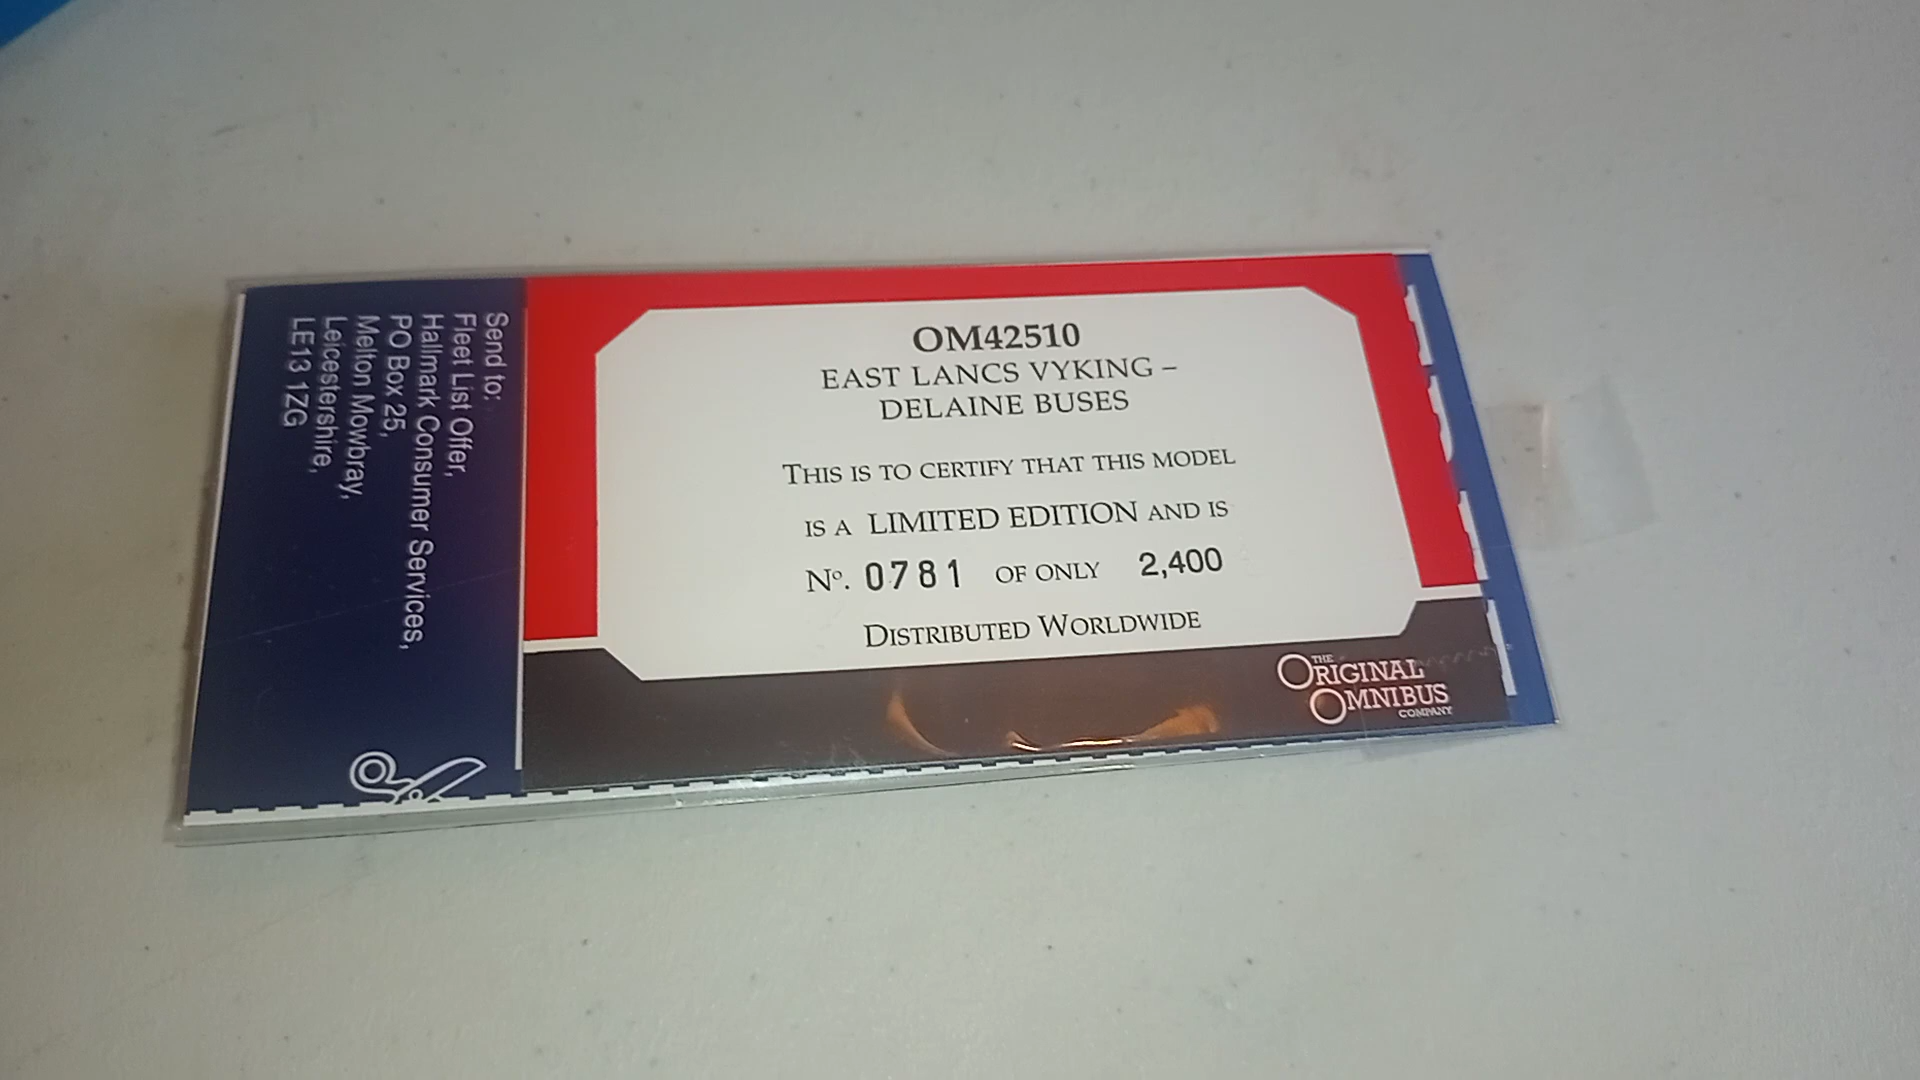 Send to:
Fleet List Offer,
Hallmark Consumer Services,
PO Box 25,
Melton Mowbray,
Leicestershire,
LE13 1ZG
OM42510
EAST LANCS VYKING –
DELAINE BUSES
THIS IS TO CERTIFY THAT THIS MODEL
IS A LIMITED EDITION AND IS
No. 0781 OF ONLY 2,400
DISTRIBUTED WORLDWIDE
THE
ORIGINAL
OMNIBUS
COMPANY